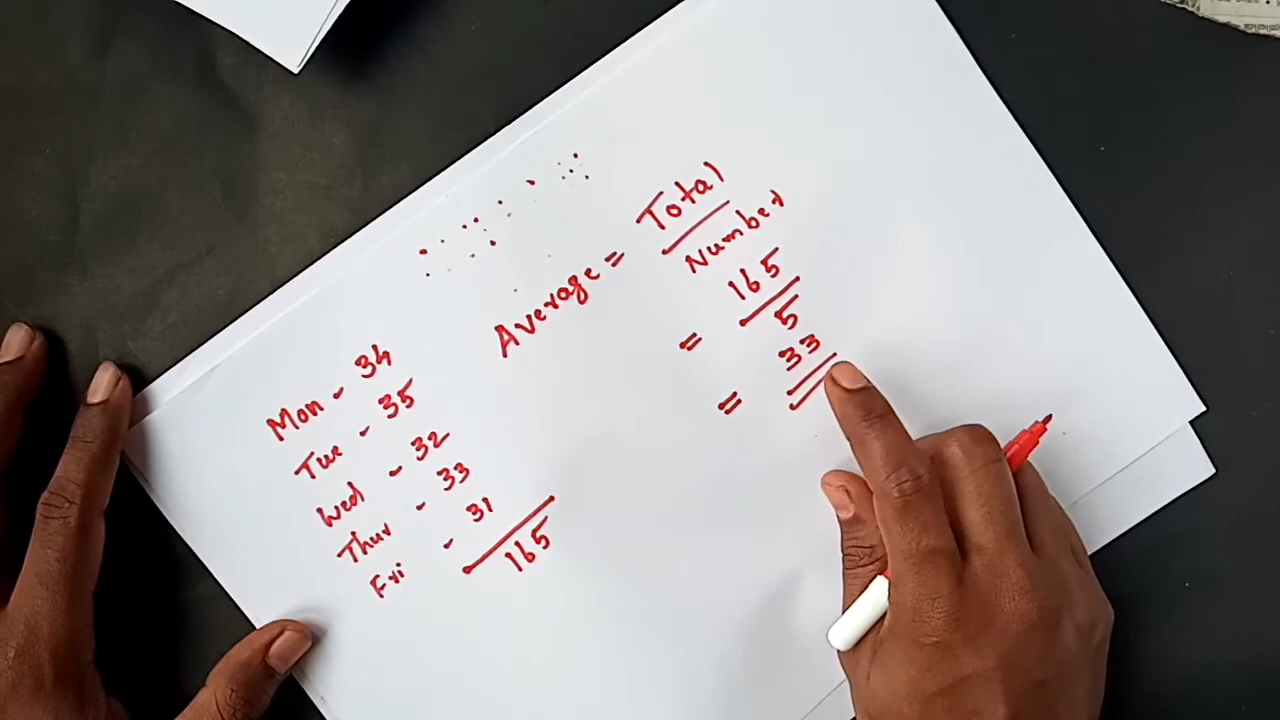 Mon - 34
Tue - 35
Wed - 32
Thur - 33
Fri - 31
165
Average = Total
Number
= 165
5
= 33